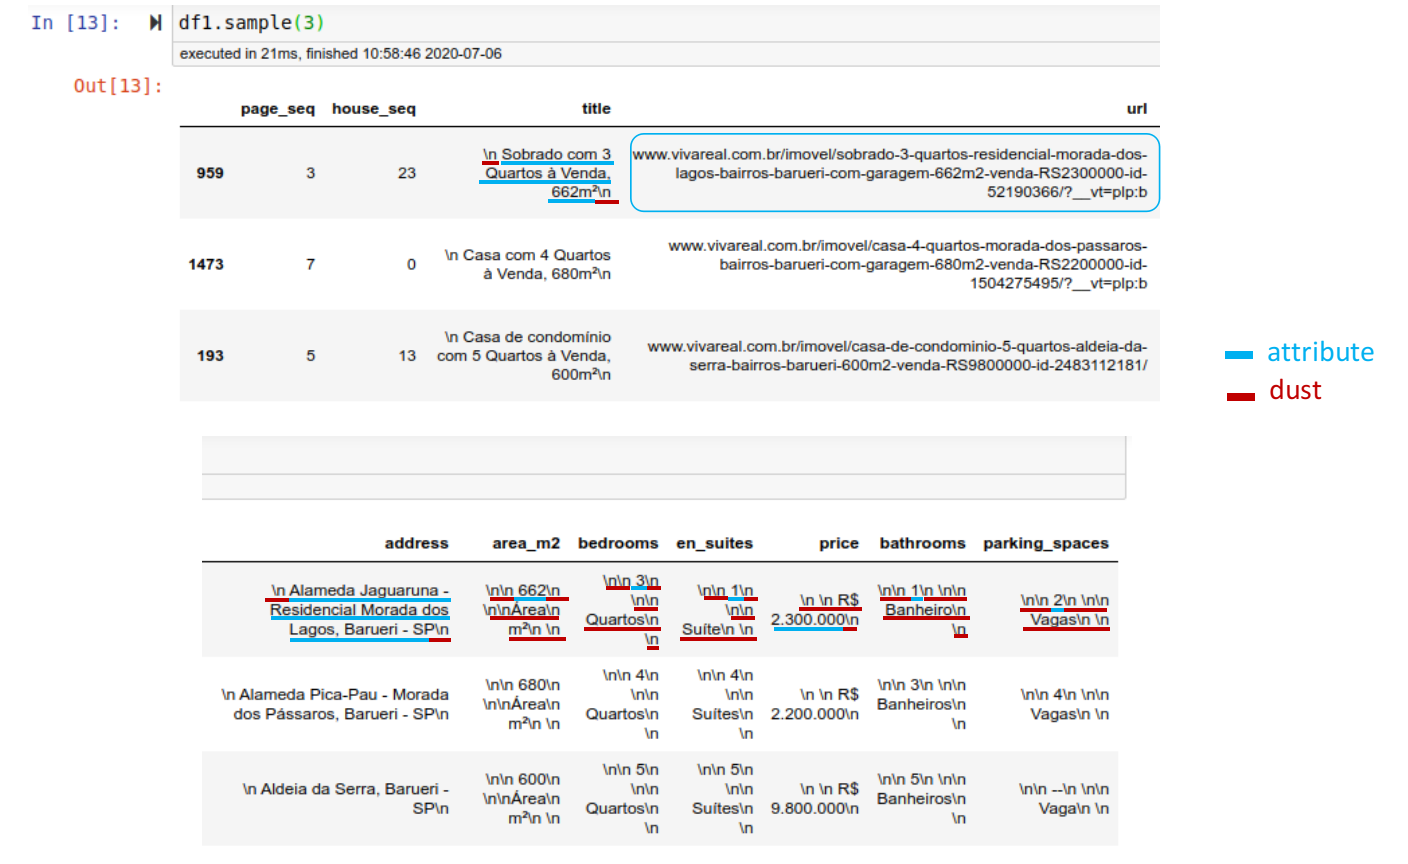 In [13]: df1.sample(3)
executed in 21ms, finished 10:58:46 2020-07-06
Out[13]:
page_seq house_seq title url
\n Sobrado com 3 www.vivareal.com.br/imovel/sobrado-3-quartos-residencial-morada-dos-
959 3 23 Quartos à Venda, lagos-bairros-barueri-com-garagem-662m2-venda-RS2300000-id-
662m²\n 52190366/?__vt=plp:b
www.vivareal.com.br/imovel/casa-4-quartos-morada-dos-passaros-
1473 7 0 \n Casa com 4 Quartos bairros-barueri-com-garagem-680m2-venda-RS2200000-id-
à Venda, 680m²\n 1504275495/?__vt=plp:b
\n Casa de condomínio
193 5 13 com 5 Quartos à Venda, www.vivareal.com.br/imovel/casa-de-condominio-5-quartos-aldeia-da-
600m²\n serra-bairros-barueri-600m2-venda-RS9800000-id-2483112181/
attribute
dust
address area_m2 bedrooms en_suites price bathrooms parking_spaces
\n\n 3\n
\n Alameda Jaguaruna - \n\n 662\n \n\n \n\n 1\n \n \n R$ \n\n 1\n \n\n \n\n 2\n \n\n
Residencial Morada dos \n\nÁrea\n Quartos\n \n\n 2.300.000\n Banheiro\n Vagas\n \n
Lagos, Barueri - SP\n m²\n \n \n Suíte\n \n \n
\n\n 4\n \n\n 4\n
\n Alameda Pica-Pau - Morada \n\n 680\n \n\n \n\n \n \n R$ \n\n 3\n \n\n \n\n 4\n \n\n
dos Pássaros, Barueri - SP\n \n\nÁrea\n Quartos\n Suítes\n 2.200.000\n Banheiros\n Vagas\n \n
m²\n \n \n \n \n
\n\n 5\n \n\n 5\n
\n Aldeia da Serra, Barueri - \n\n 600\n \n\n \n\n \n \n R$ \n\n 5\n \n\n \n\n --\n \n\n
SP\n \n\nÁrea\n Quartos\n Suítes\n 9.800.000\n Banheiros\n Vaga\n \n
m²\n \n \n \n \n